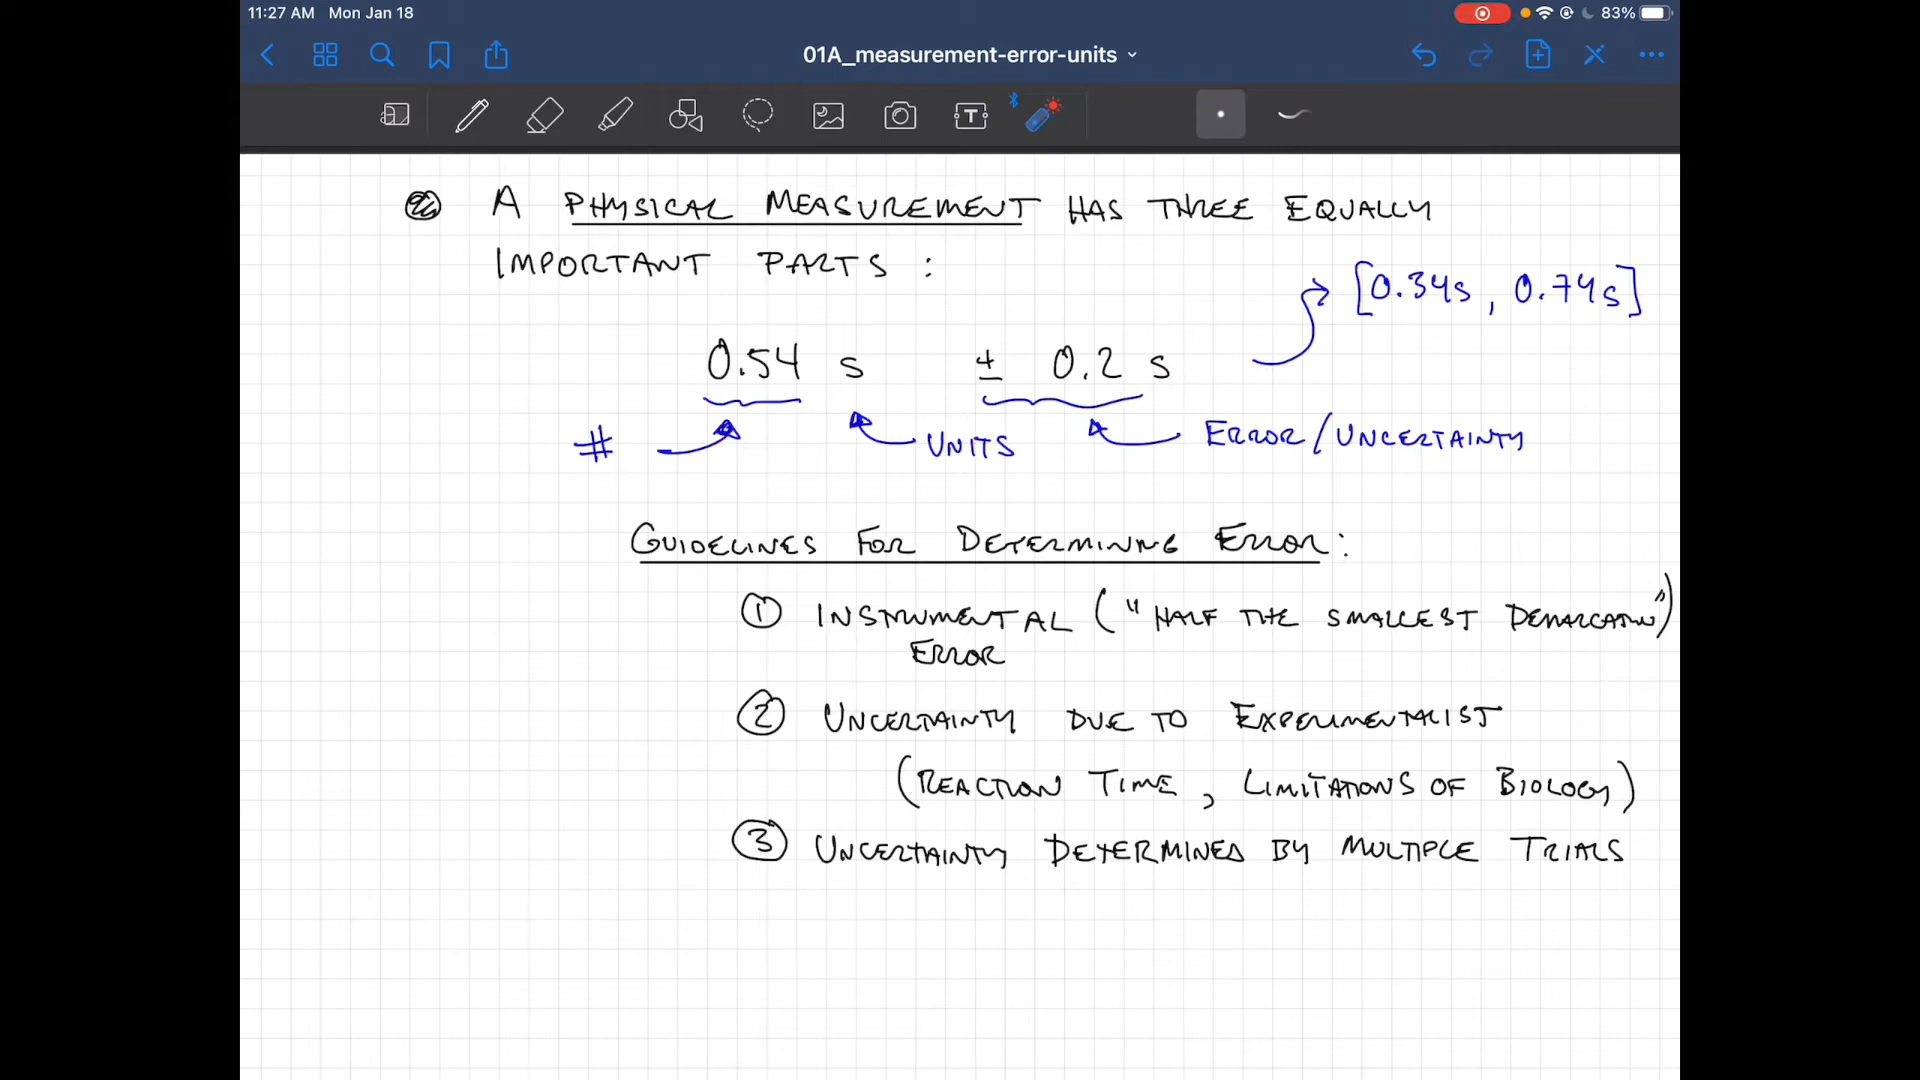 11:27 AM Mon Jan 18
83%
01A_measurement-error-units
T
A PHYSICAL MEASUREMENT HAS THREE EQUALLY
IMPORTANT PARTS :
[0.34s, 0.74s]
0.54 s ± 0.2 s
# UNITS ERROR/UNCERTAINTY
GUIDELINES FOR DETERMINING ERROR:
① INSTRUMENTAL ("HALF THE SMALLEST DEMARCATION")
ERROR
② UNCERTAINTY DUE TO EXPERIMENTALIST
(REACTION TIME, LIMITATIONS OF BIOLOGY)
③ UNCERTAINTY DETERMINED BY MULTIPLE TRIALS